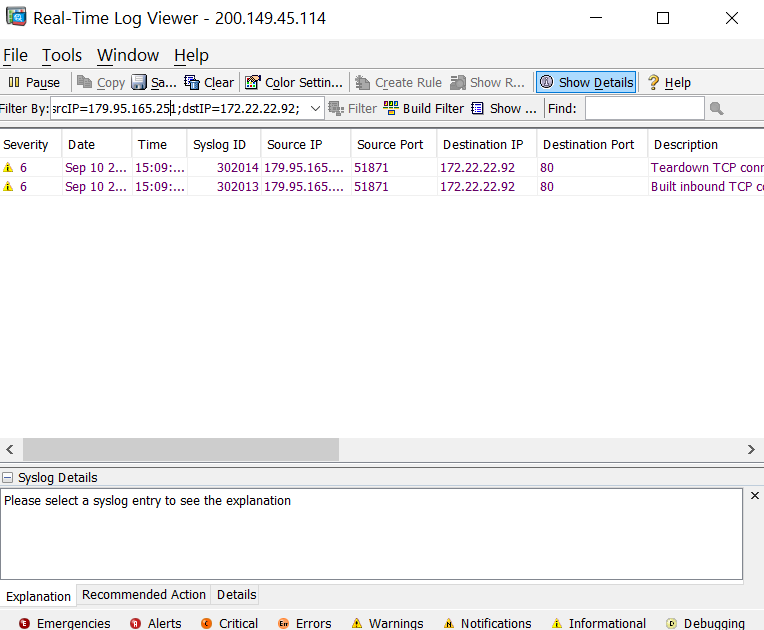 Real-Time Log Viewer - 200.149.45.114
File Tools Window Help
Pause Copy Sa... Clear Color Settin... Create Rule Show R... Show Details Help
Filter By: srcIP=179.95.165.251;dstIP=172.22.22.92; Filter Build Filter Show ... Find:
Severity Date Time Syslog ID Source IP Source Port Destination IP Destination Port Description
6 Sep 10 2... 15:09:... 302014 179.95.165.... 51871 172.22.22.92 80 Teardown TCP conn
6 Sep 10 2... 15:09:... 302013 179.95.165.... 51871 172.22.22.92 80 Built inbound TCP co
Syslog Details
Please select a syslog entry to see the explanation
Explanation Recommended Action Details
Emergencies Alerts Critical Errors Warnings Notifications Informational Debugging